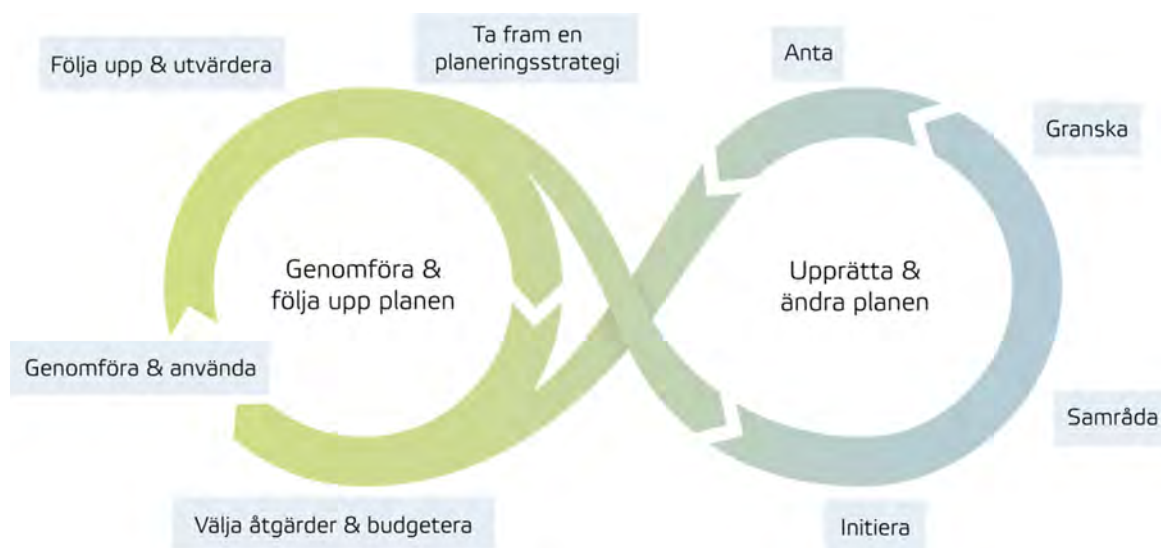 Följa upp & utvärdera
Ta fram en
planeringsstrategi
Anta
Granska
Genomföra &
följa upp planen
Upprätta &
ändra planen
Genomföra & använda
Samråda
Välja åtgärder & budgetera
Initiera